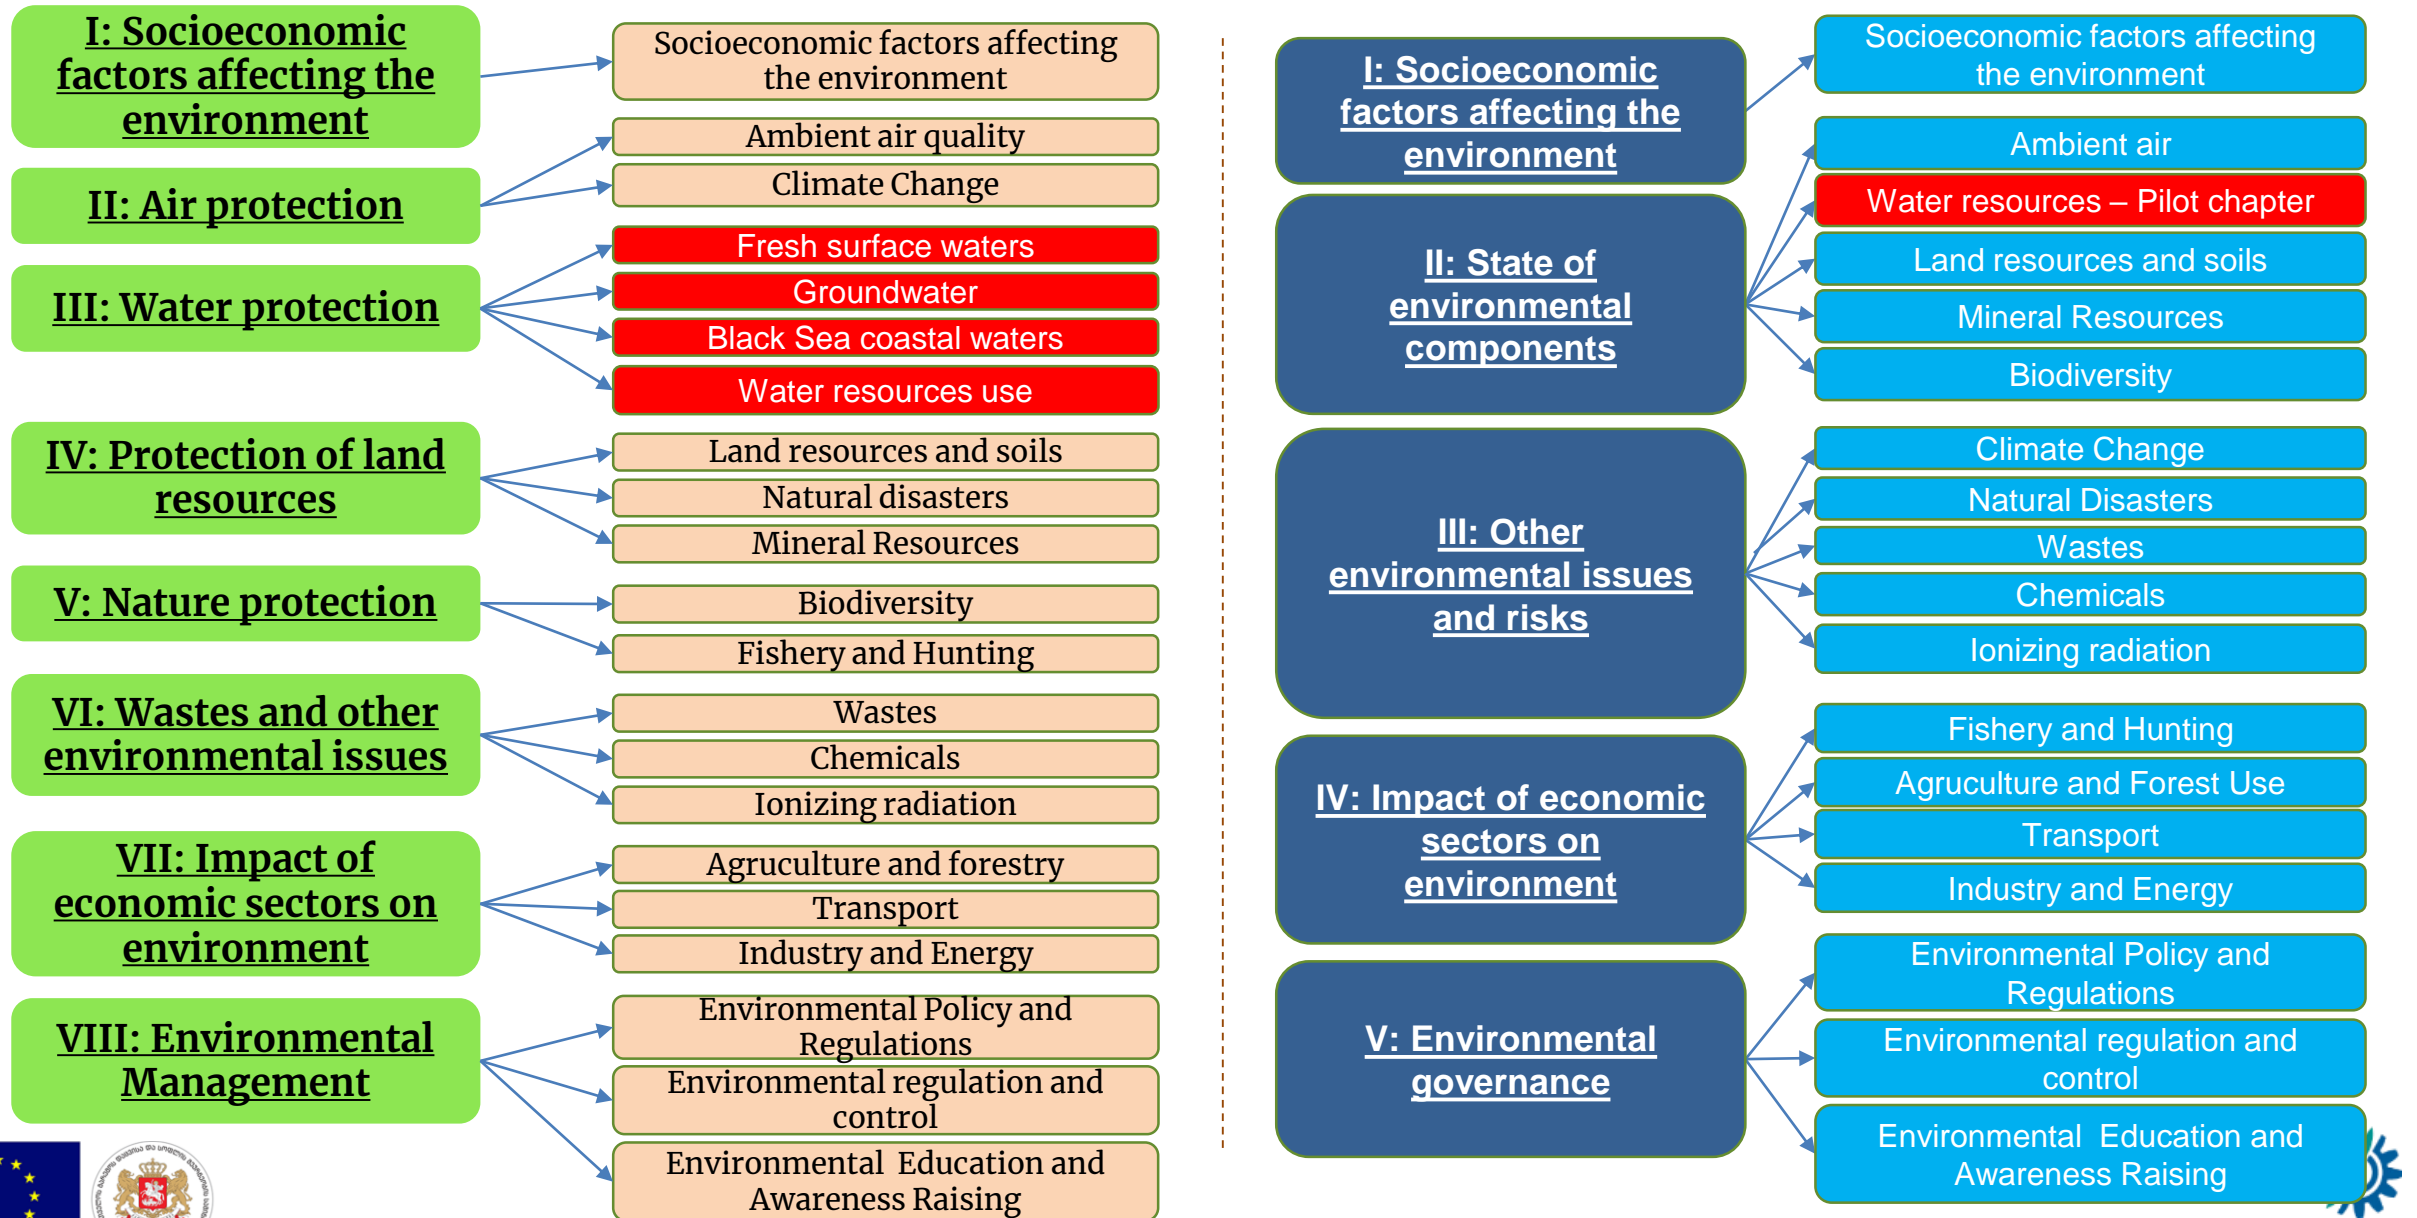 I: Socioeconomic
factors affecting the
environment
Socioeconomic factors affecting
the environment
II: Air protection
Ambient air quality
Climate Change
III: Water protection
Fresh surface waters
Groundwater
Black Sea coastal waters
Water resources use
IV: Protection of land
resources
Land resources and soils
Natural disasters
Mineral Resources
V: Nature protection
Biodiversity
Fishery and Hunting
VI: Wastes and other
environmental issues
Wastes
Chemicals
Ionizing radiation
VII: Impact of
economic sectors on
environment
Agruculture and forestry
Transport
Industry and Energy
VIII: Environmental
Management
Environmental Policy and
Regulations
Environmental regulation and
control
Environmental  Education and
Awareness Raising
I: Socioeconomic
factors affecting the
environment
Socioeconomic factors affecting
the environment
II: State of
environmental
components
Ambient air
Water resources – Pilot chapter
Land resources and soils
Mineral Resources
Biodiversity
III: Other
environmental issues
and risks
Climate Change
Natural Disasters
Wastes
Chemicals
Ionizing radiation
IV: Impact of economic
sectors on
environment
Fishery and Hunting
Agruculture and Forest Use
Transport
Industry and Energy
V: Environmental
governance
Environmental Policy and
Regulations
Environmental regulation and
control
Environmental  Education and
Awareness Raising